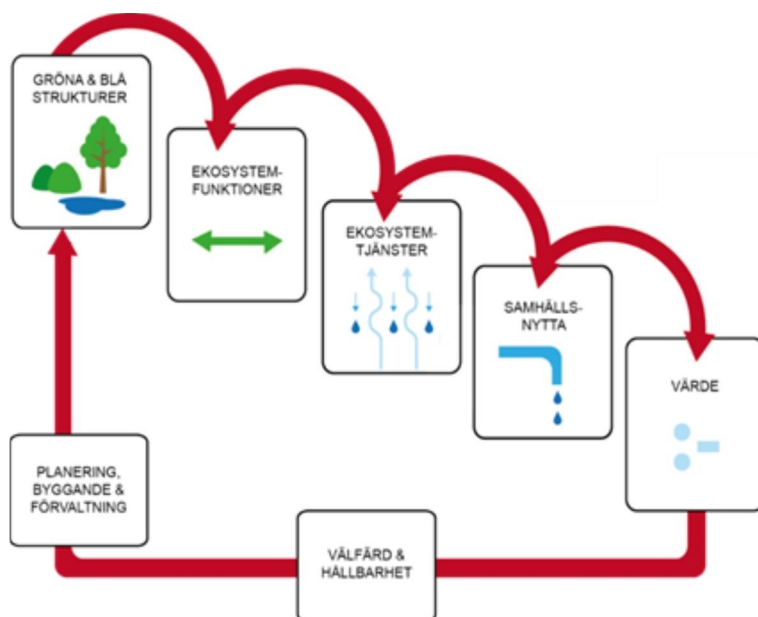 GRÖNA & BLÅ
STRUKTURER
EKOSYSTEM-
FUNKTIONER
EKOSYSTEM-
TJÄNSTER
SAMHÄLLS-
NYTTA
VÄRDE
PLANERING,
BYGGANDE &
FÖRVALTNING
VÄLFÄRD &
HÅLLBARHET